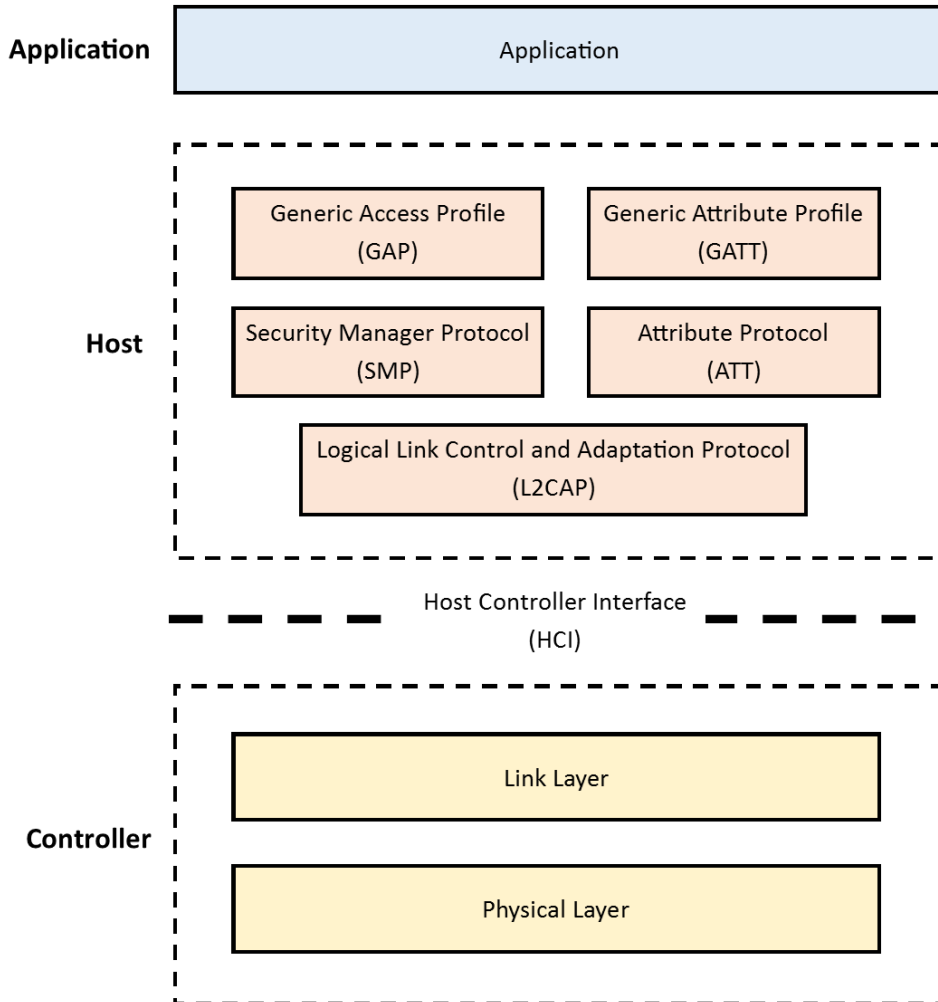 Application
Application
Generic Access Profile
(GAP)
Generic Attribute Profile
(GATT)
Host
Security Manager Protocol
(SMP)
Attribute Protocol
(ATT)
Logical Link Control and Adaptation Protocol
(L2CAP)
Host Controller Interface
(HCI)
Controller
Link Layer
Physical Layer